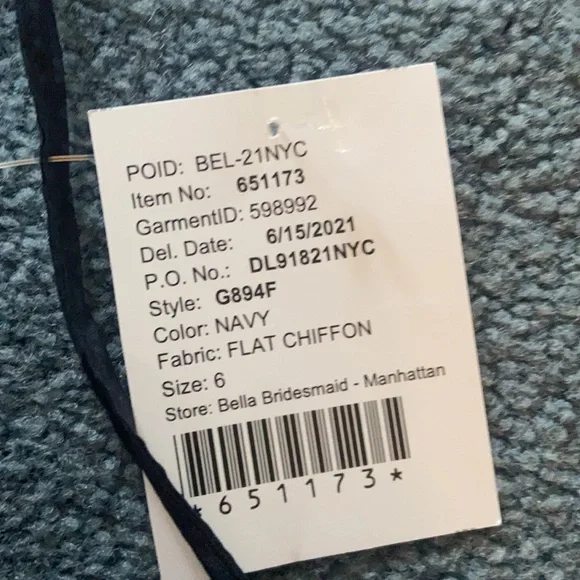 POID: BEL-21NYC
Item No: 651173
GarmentID: 598992
Del. Date: 6/15/2021
P.O. No.: DL91821NYC
Style: G894F
Color: NAVY
Fabric: FLAT CHIFFON
Size: 6
Store: Bella Bridesmaid - Manhattan
*651173*